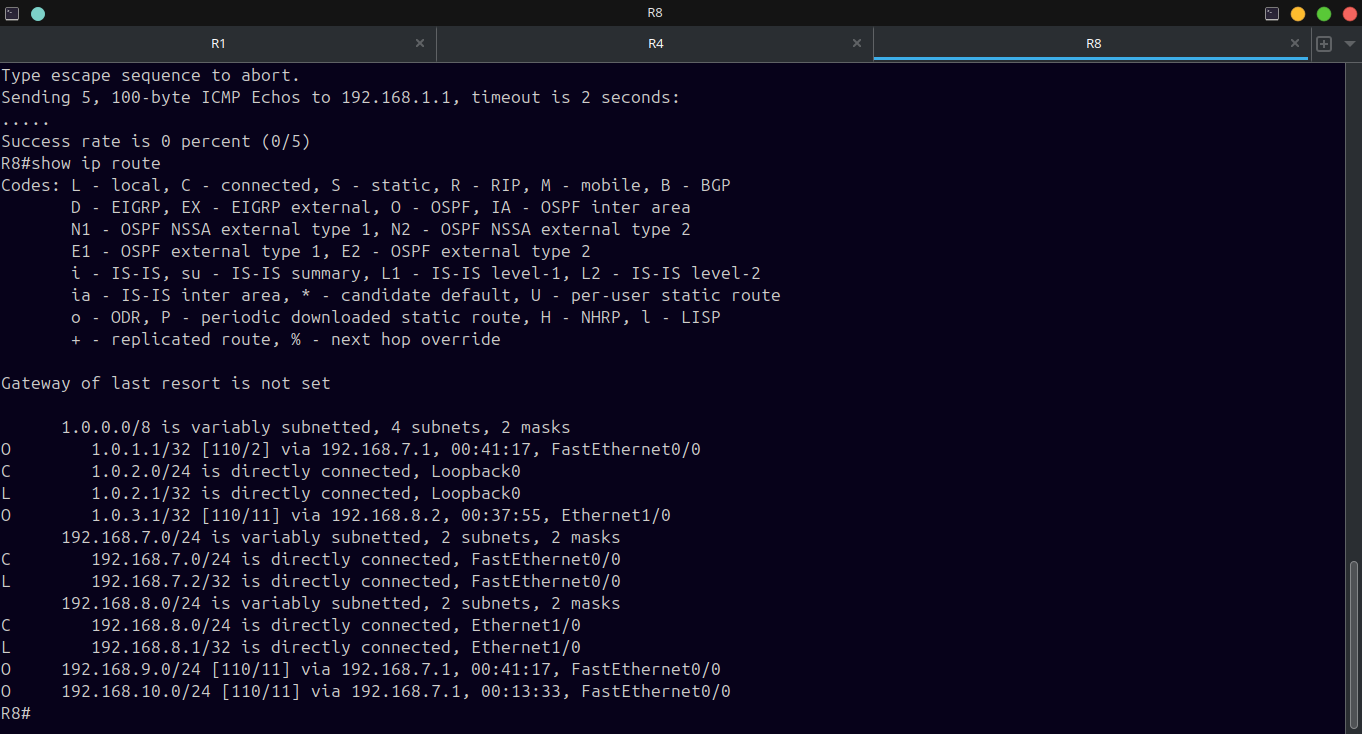 R8
R1
R4
R8
Type escape sequence to abort.
Sending 5, 100-byte ICMP Echos to 192.168.1.1, timeout is 2 seconds:
.....
Success rate is 0 percent (0/5)
R8#show ip route
Codes: L - local, C - connected, S - static, R - RIP, M - mobile, B - BGP
       D - EIGRP, EX - EIGRP external, O - OSPF, IA - OSPF inter area
       N1 - OSPF NSSA external type 1, N2 - OSPF NSSA external type 2
       E1 - OSPF external type 1, E2 - OSPF external type 2
       i - IS-IS, su - IS-IS summary, L1 - IS-IS level-1, L2 - IS-IS level-2
       ia - IS-IS inter area, * - candidate default, U - per-user static route
       o - ODR, P - periodic downloaded static route, H - NHRP, l - LISP
       + - replicated route, % - next hop override

Gateway of last resort is not set

      1.0.0.0/8 is variably subnetted, 4 subnets, 2 masks
O        1.0.1.1/32 [110/2] via 192.168.7.1, 00:41:17, FastEthernet0/0
C        1.0.2.0/24 is directly connected, Loopback0
L        1.0.2.1/32 is directly connected, Loopback0
O        1.0.3.1/32 [110/11] via 192.168.8.2, 00:37:55, Ethernet1/0
      192.168.7.0/24 is variably subnetted, 2 subnets, 2 masks
C        192.168.7.0/24 is directly connected, FastEthernet0/0
L        192.168.7.2/32 is directly connected, FastEthernet0/0
      192.168.8.0/24 is variably subnetted, 2 subnets, 2 masks
C        192.168.8.0/24 is directly connected, Ethernet1/0
L        192.168.8.1/32 is directly connected, Ethernet1/0
O     192.168.9.0/24 [110/11] via 192.168.7.1, 00:41:17, FastEthernet0/0
O     192.168.10.0/24 [110/11] via 192.168.7.1, 00:13:33, FastEthernet0/0
R8#